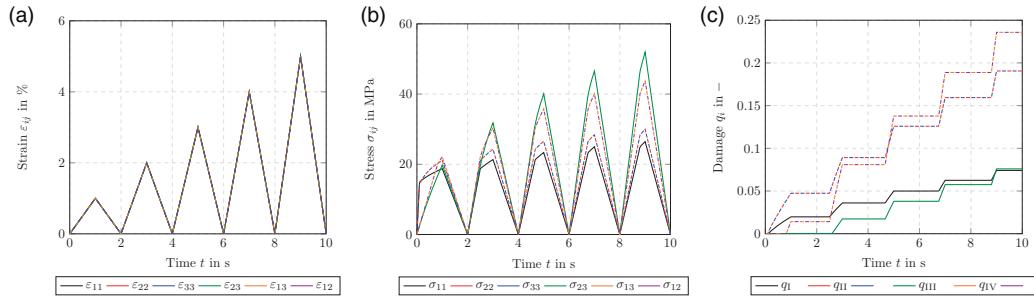 (a)
6
4
2
0
0 2 4 6 8 10
Strain ε_ij in %
Time t in s
ε_11 ε_22 ε_33 ε_23 ε_13 ε_12
(b)
60
40
20
0
0 2 4 6 8 10
Stress σ_ij in MPa
Time t in s
σ_11 σ_22 σ_33 σ_23 σ_13 σ_12
(c)
0.25
0.2
0.15
0.1
0.05
0
0 2 4 6 8 10
Damage q_i in −
Time t in s
q_I q_II q_III q_IV